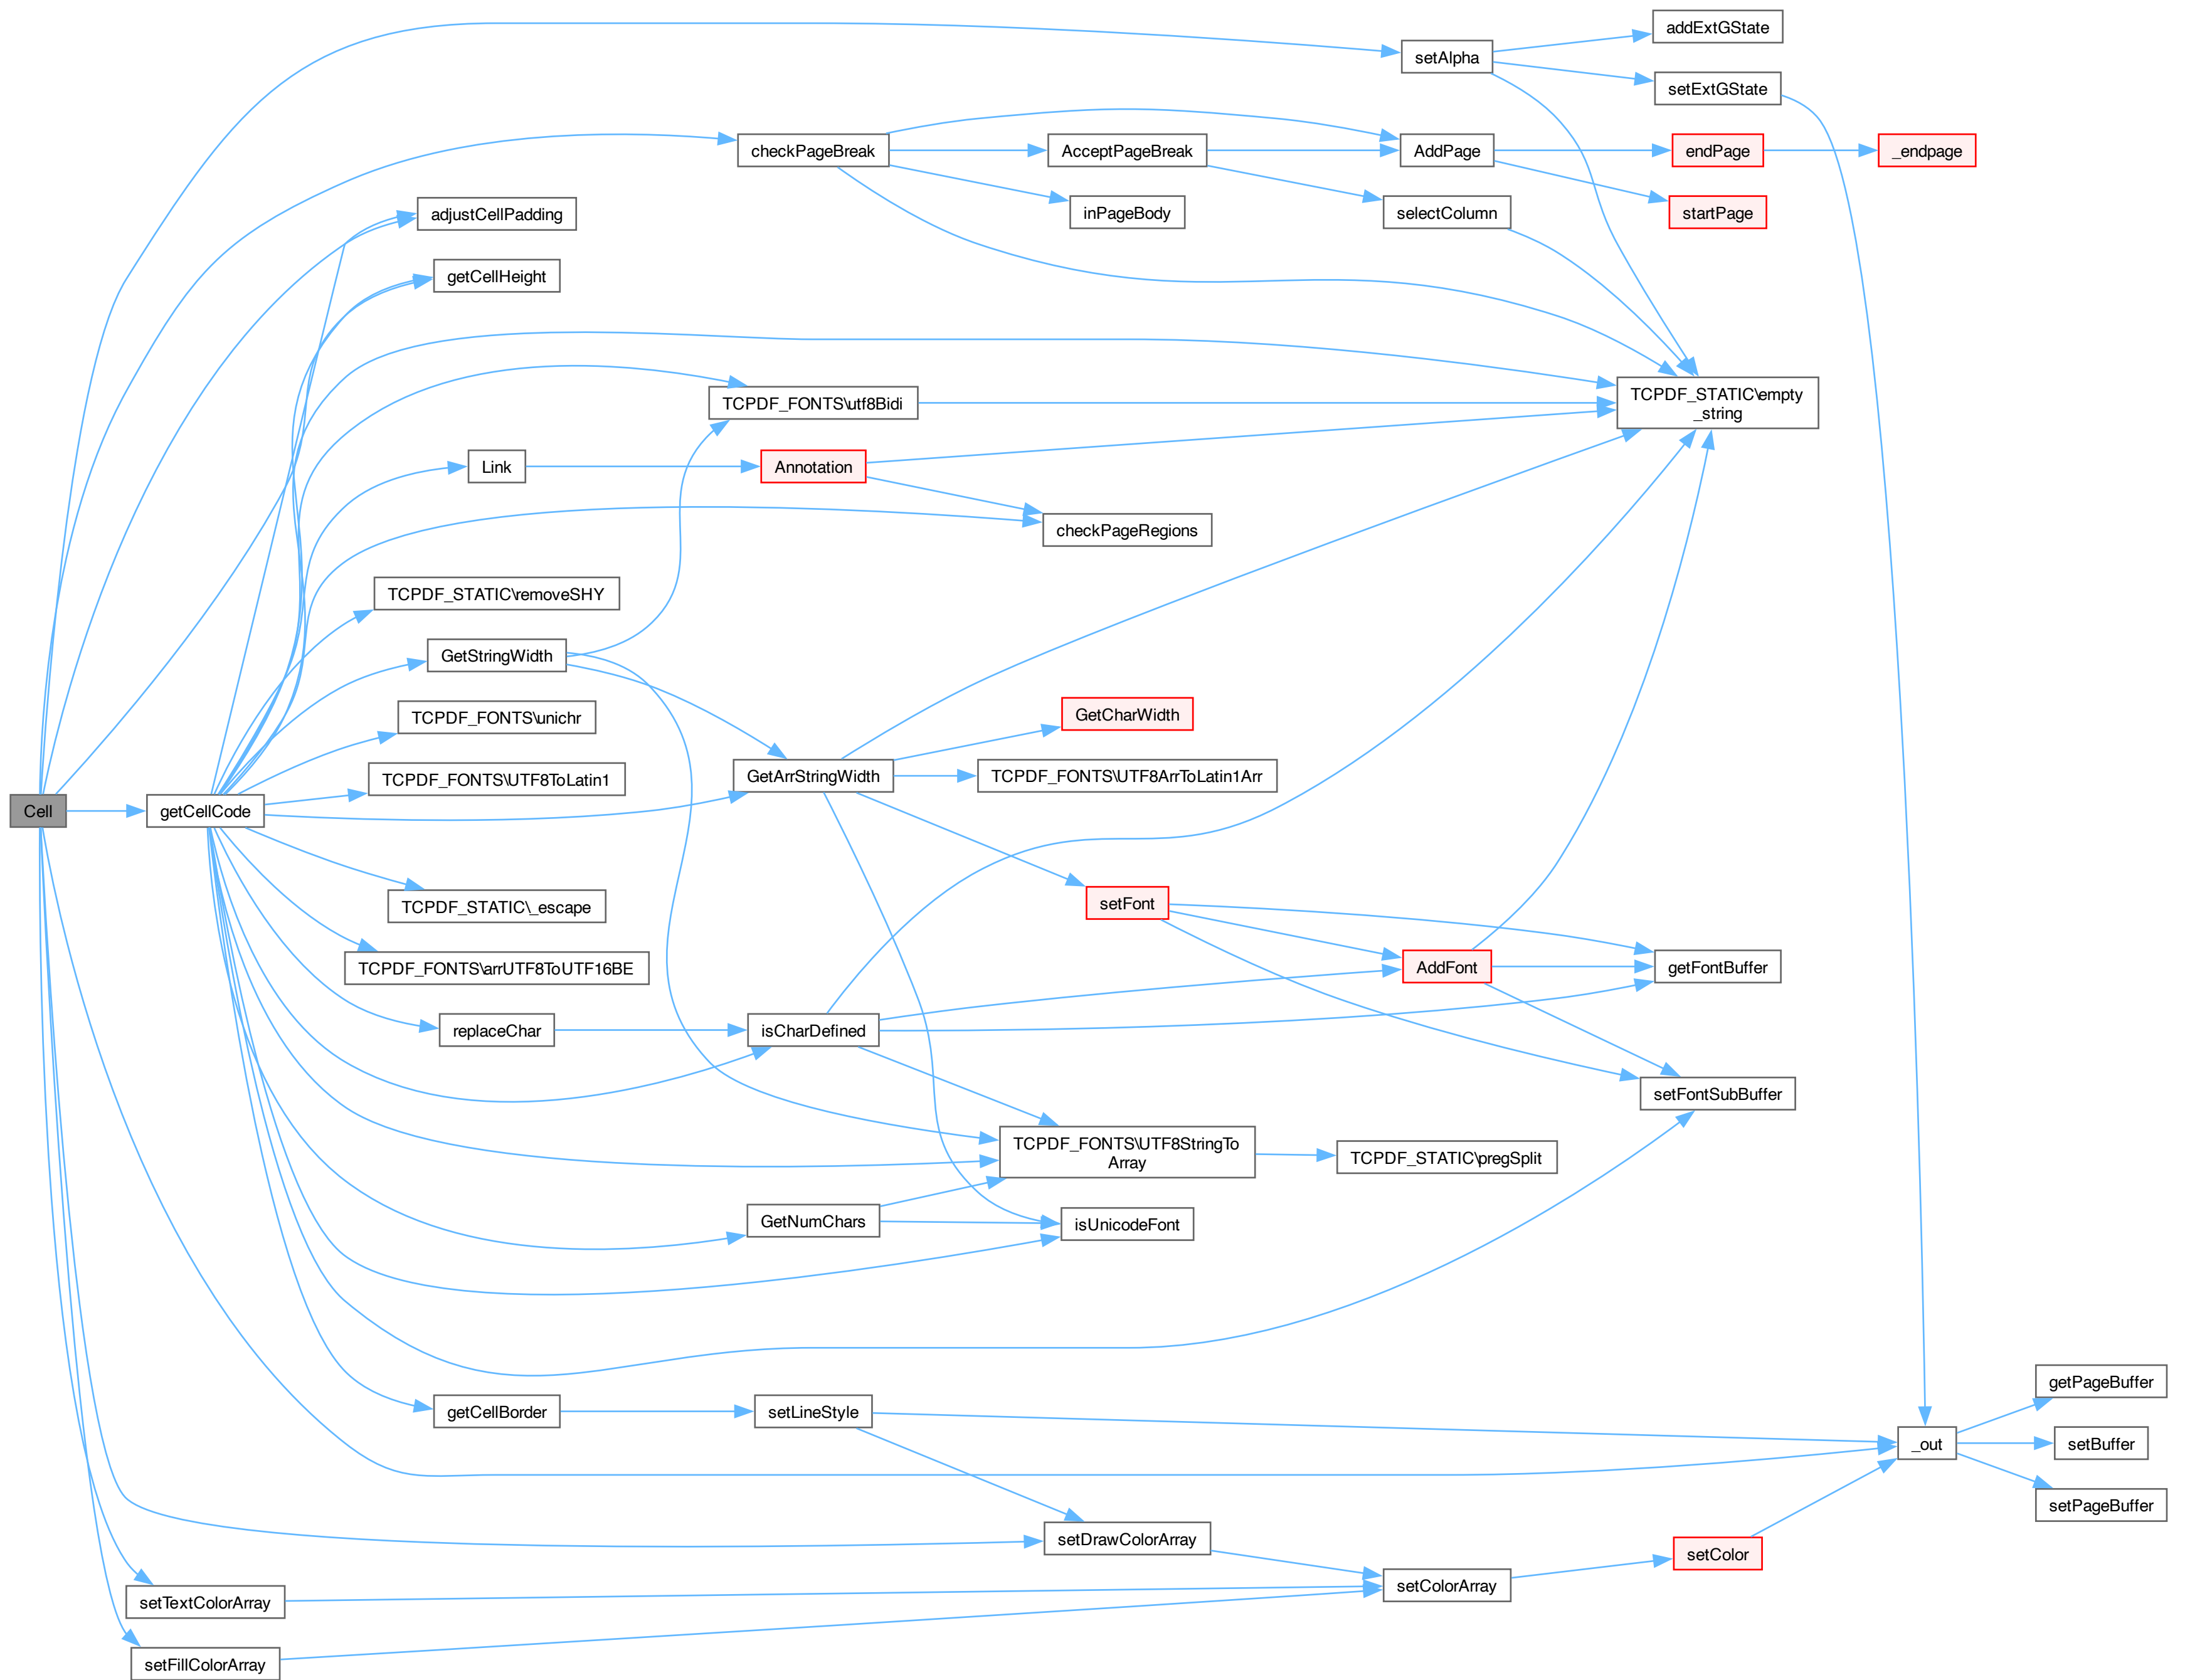 addExtGState
setAlpha
setExtGState
checkPageBreak
AcceptPageBreak
AddPage
endPage
_endpage
adjustCellPadding
inPageBody
selectColumn
startPage
getCellHeight
TCPDF_FONTS\utf8Bidi
TCPDF_STATIC\empty
_string
Link
Annotation
checkPageRegions
TCPDF_STATIC\removeSHY
GetStringWidth
TCPDF_FONTS\unichr
GetCharWidth
TCPDF_FONTS\UTF8ToLatin1
GetArrStringWidth
TCPDF_FONTS\UTF8ArrToLatin1Arr
Cell
getCellCode
TCPDF_STATIC\_escape
setFont
TCPDF_FONTS\arrUTF8ToUTF16BE
AddFont
getFontBuffer
replaceChar
isCharDefined
setFontSubBuffer
TCPDF_FONTS\UTF8StringTo
Array
TCPDF_STATIC\pregSplit
GetNumChars
isUnicodeFont
getPageBuffer
getCellBorder
setLineStyle
_out
setBuffer
setPageBuffer
setDrawColorArray
setColor
setTextColorArray
setColorArray
setFillColorArray